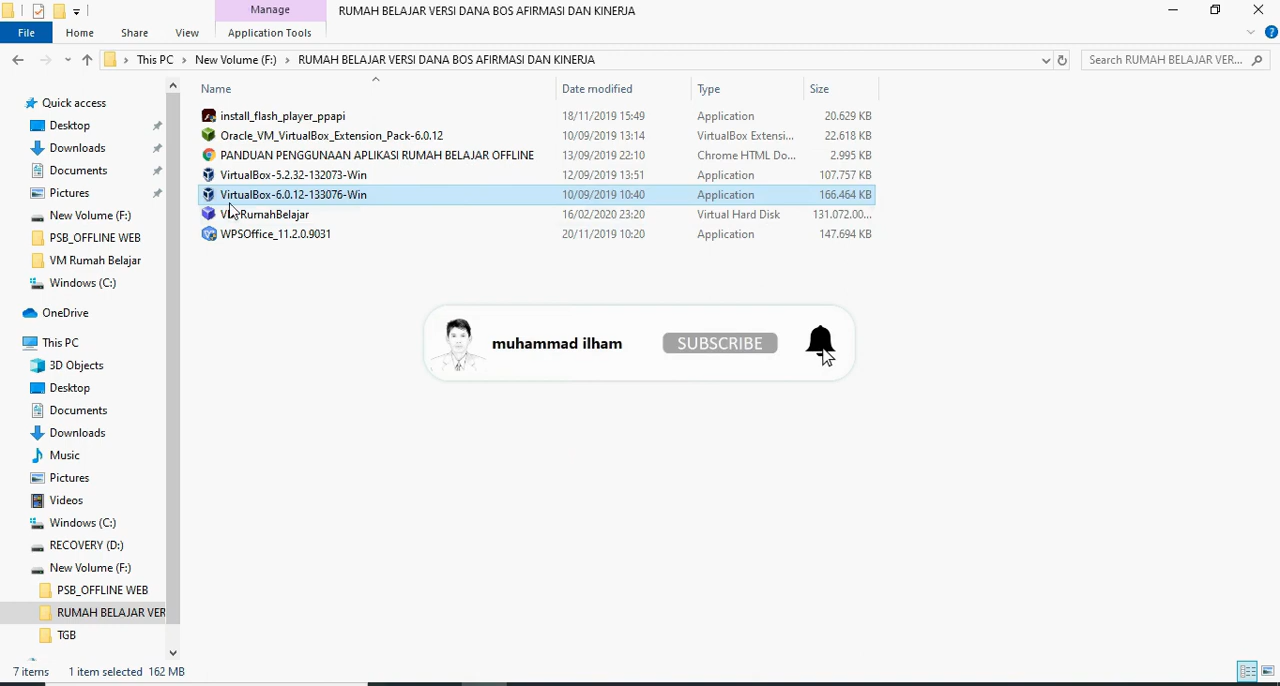 Manage
RUMAH BELAJAR VERSI DANA BOS AFIRMASI DAN KINERJA
File
Home
Share
View
Application Tools
This PC
New Volume (F:)
RUMAH BELAJAR VERSI DANA BOS AFIRMASI DAN KINERJA
Search RUMAH BELAJAR VER...
Name
Date modified
Type
Size
install_flash_player_ppapi
18/11/2019 15:49
Application
20.629 KB
Oracle_VM_VirtualBox_Extension_Pack-6.0.12
10/09/2019 13:14
VirtualBox Extensi...
22.618 KB
PANDUAN PENGGUNAAN APLIKASI RUMAH BELAJAR OFFLINE
13/09/2019 22:10
Chrome HTML Do...
2.995 KB
VirtualBox-5.2.32-132073-Win
12/09/2019 13:51
Application
107.757 KB
VirtualBox-6.0.12-133076-Win
10/09/2019 10:40
Application
166.464 KB
16/02/2020 23:20
Virtual Hard Disk
131.072.00...
WPSOffice_11.2.0.9031
20/11/2019 10:20
Application
147.694 KB
Quick access
Desktop
Downloads
Documents
Pictures
New Volume (F:)
PSB_OFFLINE WEB
VM Rumah Belajar
Windows (C:)
OneDrive
This PC
3D Objects
Desktop
Documents
Downloads
Music
Pictures
Videos
Windows (C:)
RECOVERY (D:)
New Volume (F:)
PSB_OFFLINE WEB
RUMAH BELAJAR VER
TGB
muhammad ilham
SUBSCRIBE
7 items
1 item selected 162 MB